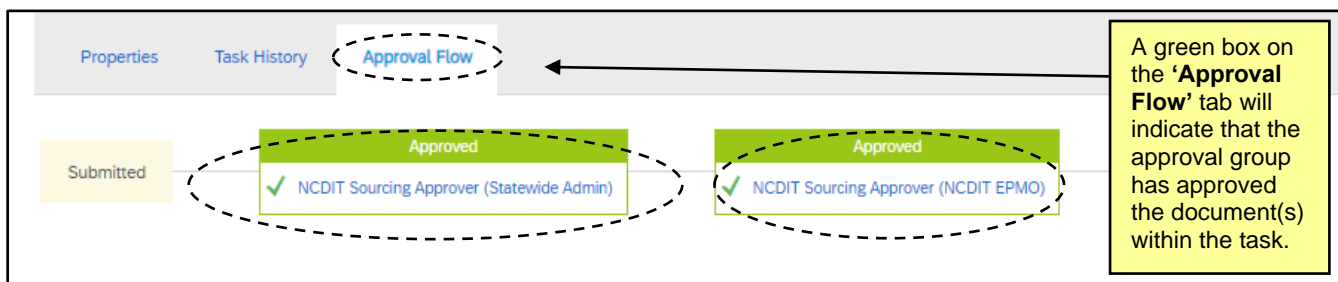 Properties
Task History
Approval Flow
Submitted
Approved
NCDIT Sourcing Approver (Statewide Admin)
Approved
NCDIT Sourcing Approver (NCDIT EPMO)
A green box on
the ‘Approval
Flow’ tab will
indicate that the
approval group
has approved
the document(s)
within the task.